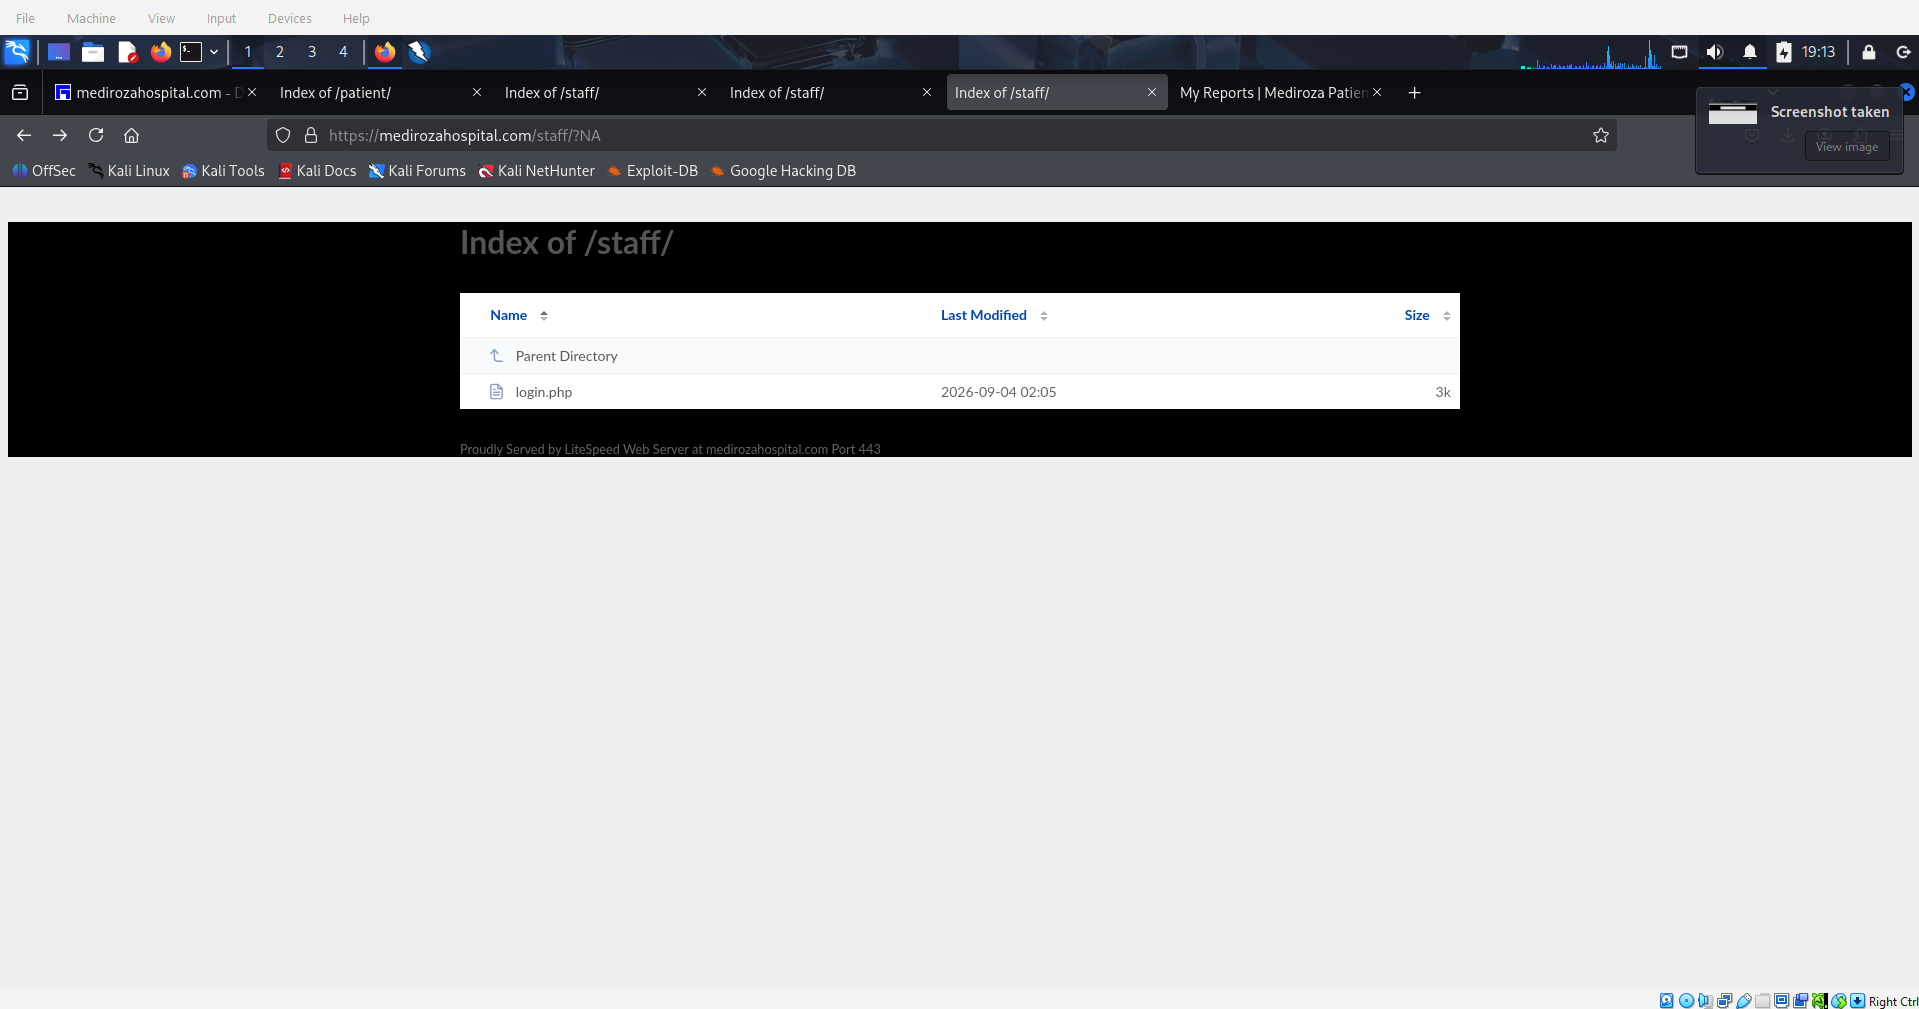 File Machine View Input Devices Help
1 2 3 4 19:13
medirozahospital.com - D Index of /patient/ Index of /staff/ Index of /staff/ Index of /staff/ My Reports | Mediroza Patien
Screenshot taken
https://medirozahospital.com/staff/?NA
View image
OffSec Kali Linux Kali Tools Kali Docs Kali Forums Kali NetHunter Exploit-DB Google Hacking DB
Index of /staff/
Name Last Modified Size
Parent Directory
login.php 2026-09-04 02:05 3k
Proudly Served by LiteSpeed Web Server at medirozahospital.com Port 443
Right Ctrl